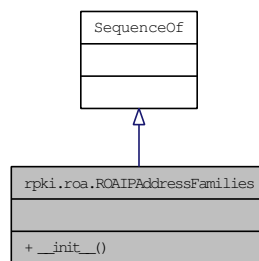 SequenceOf
rpki.roa.ROAIPAddressFamilies
+ __init__()